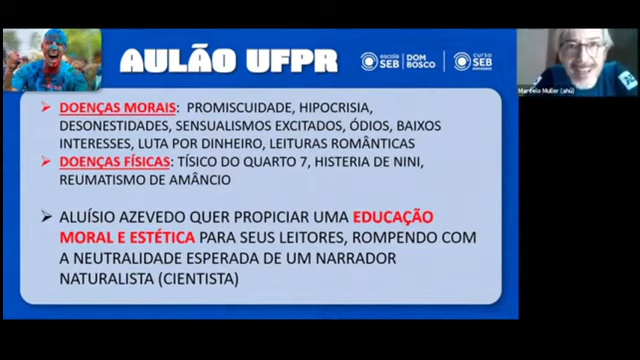 AULÃO UFPR
escola SEB DOM BOSCO
curso SEB
Marcelo Muller (ahú)
DOENÇAS MORAIS: PROMISCUIDADE, HIPOCRISIA,
DESONESTIDADES, SENSUALISMOS EXCITADOS, ÓDIOS, BAIXOS
INTERESSES, LUTA POR DINHEIRO, LEITURAS ROMÂNTICAS
DOENÇAS FÍSICAS: TÍSICO DO QUARTO 7, HISTERIA DE NINI,
REUMATISMO DE AMÂNCIO
ALUÍSIO AZEVEDO QUER PROPICIAR UMA EDUCAÇÃO
MORAL E ESTÉTICA PARA SEUS LEITORES, ROMPENDO COM
A NEUTRALIDADE ESPERADA DE UM NARRADOR
NATURALISTA (CIENTISTA)